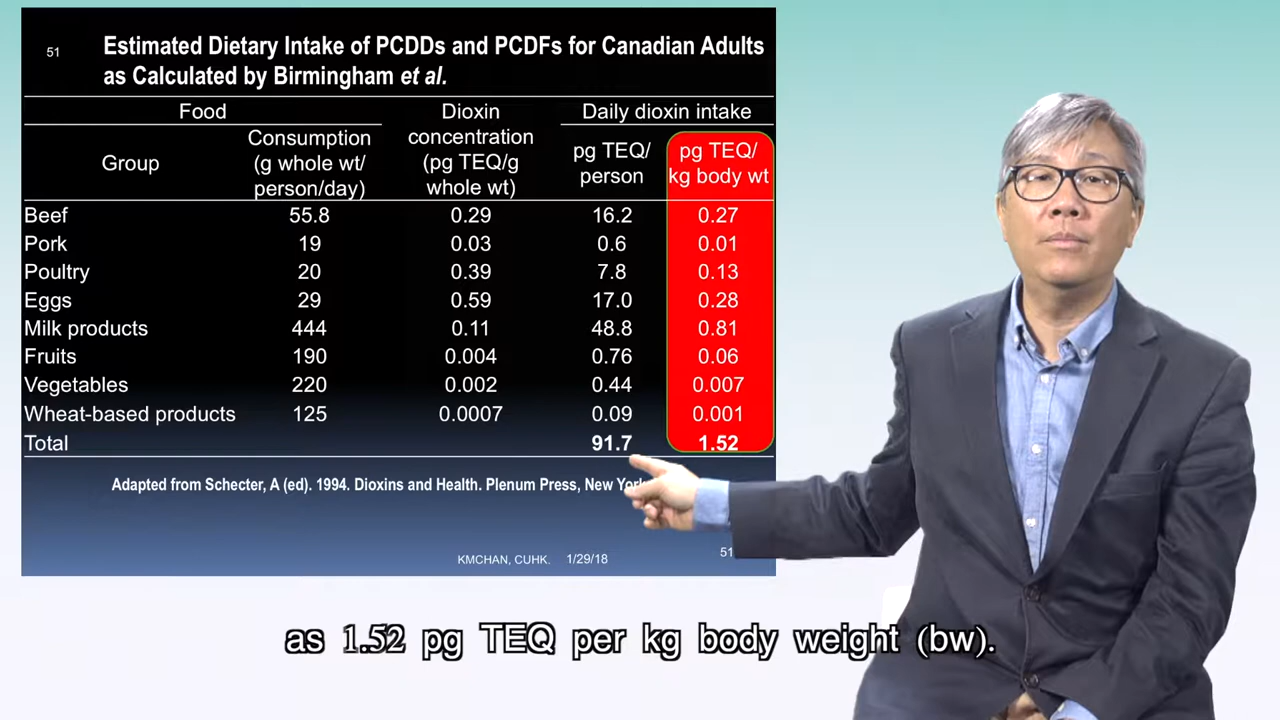 51
Estimated Dietary Intake of PCDDs and PCDFs for Canadian Adults
as Calculated by Birmingham et al.
Food Dioxin Daily dioxin intake
Group Consumption (g whole wt/ person/day) concentration (pg TEQ/g whole wt) pg TEQ/ person pg TEQ/ kg body wt
Beef 55.8 0.29 16.2 0.27
Pork 19 0.03 0.6 0.01
Poultry 20 0.39 7.8 0.13
Eggs 29 0.59 17.0 0.28
Milk products 444 0.11 48.8 0.81
Fruits 190 0.004 0.76 0.06
Vegetables 220 0.002 0.44 0.007
Wheat-based products 125 0.0007 0.09 0.001
Total 91.7 1.52
Adapted from Schecter, A (ed). 1994. Dioxins and Health. Plenum Press, New York
KMCHAN, CUHK. 1/29/18 51
as 1.52 pg TEQ per kg body weight (bw).